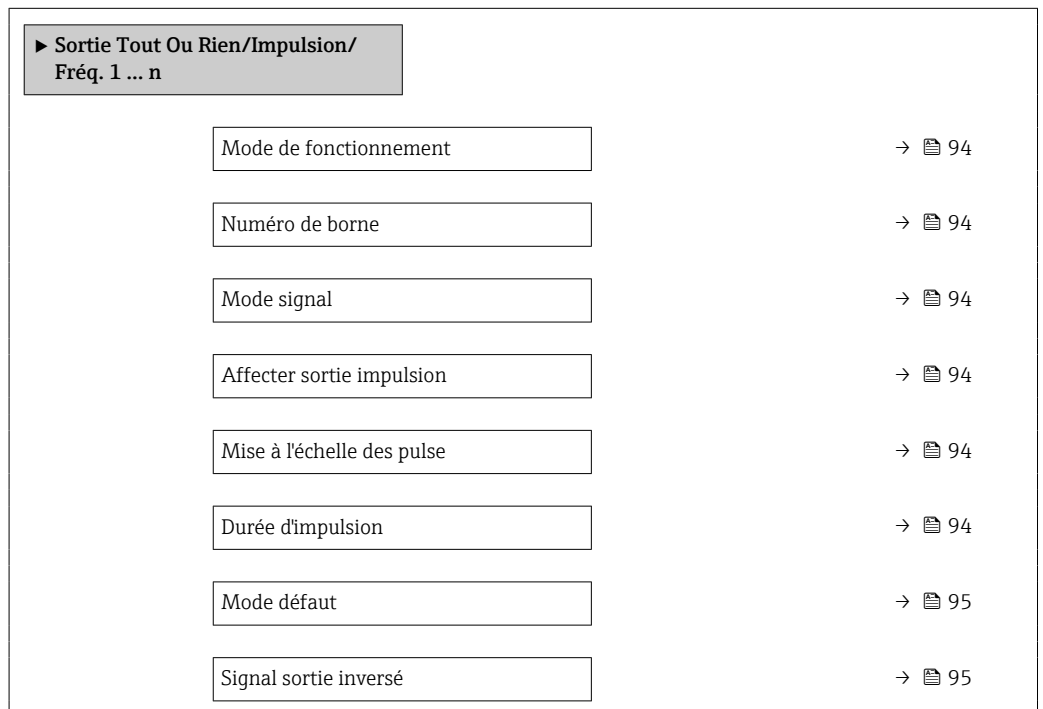 ► Sortie Tout Ou Rien/Impulsion/
Fréq. 1 ... n
Mode de fonctionnement → 94
Numéro de borne → 94
Mode signal → 94
Affecter sortie impulsion → 94
Mise à l'échelle des pulse → 94
Durée d'impulsion → 94
Mode défaut → 95
Signal sortie inversé → 95